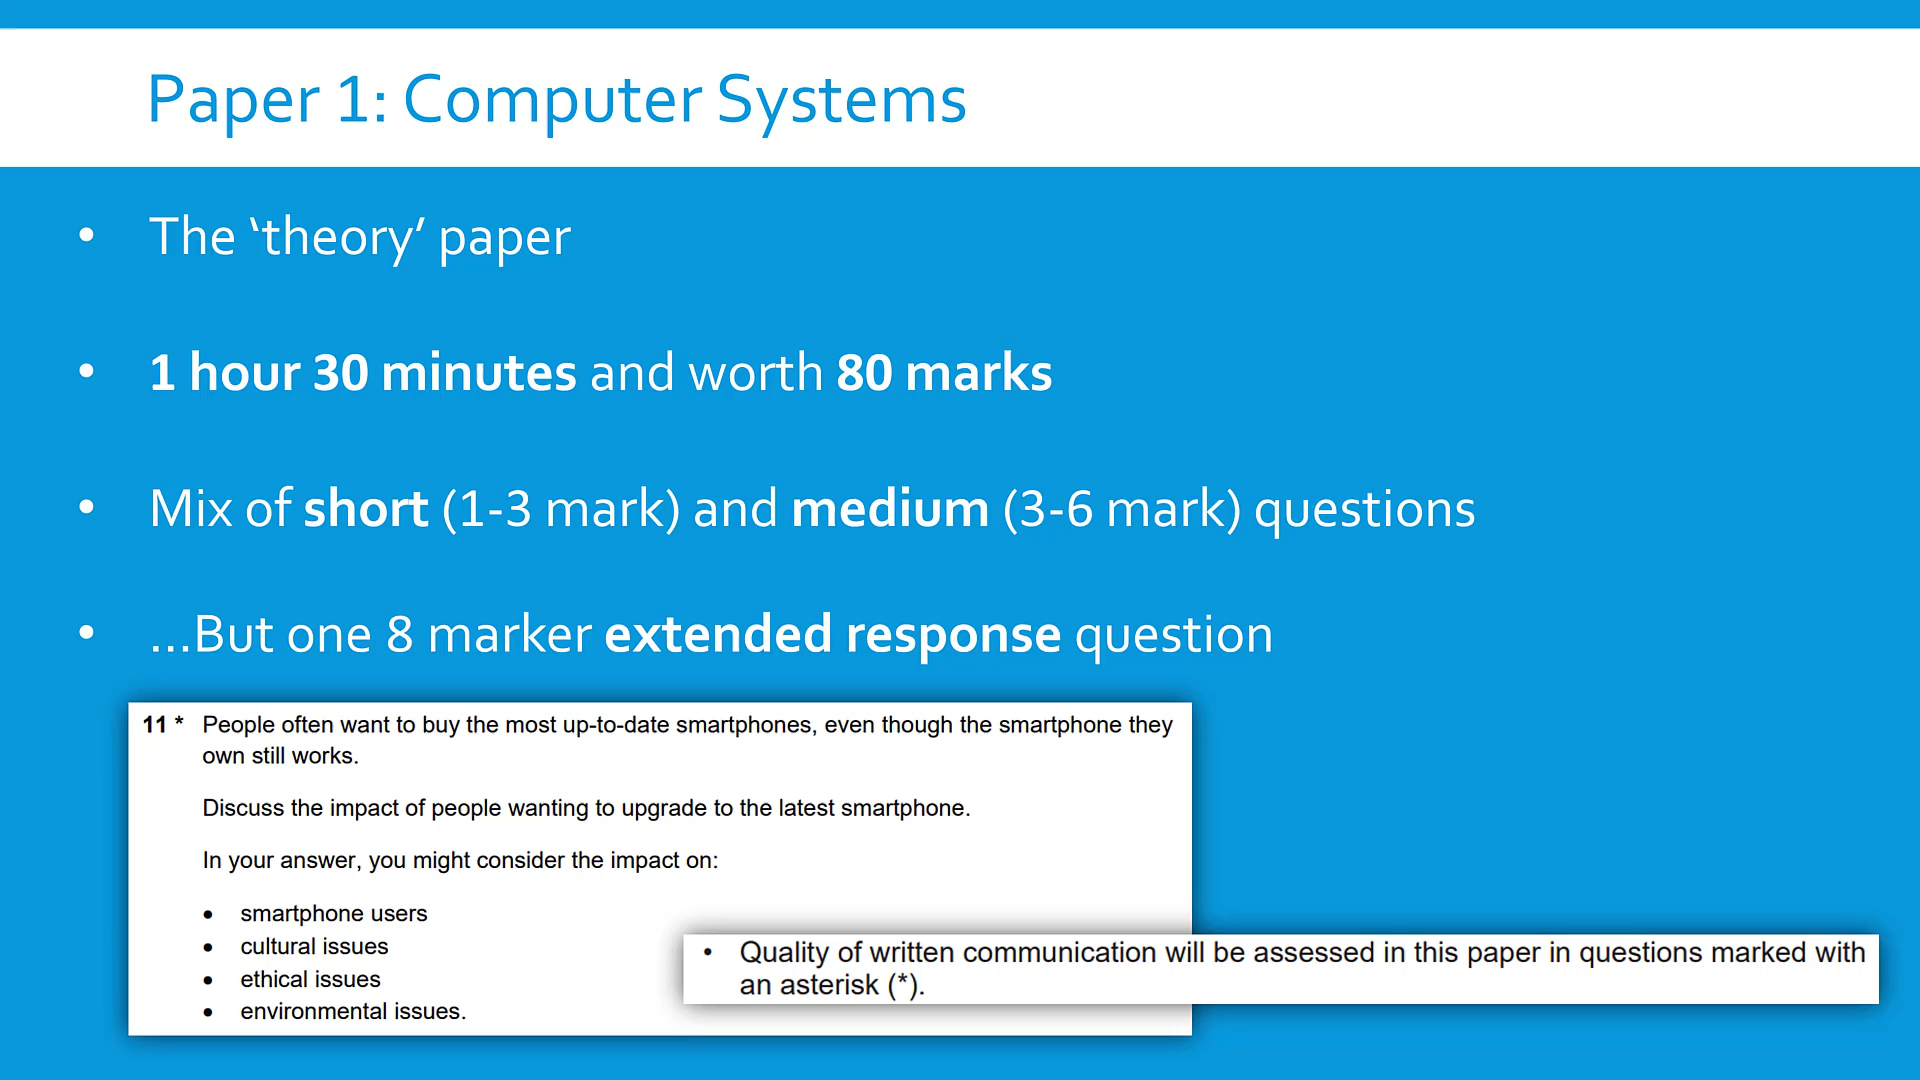 Paper 1: Computer Systems
• The ‘theory’ paper
• 1 hour 30 minutes and worth 80 marks
• Mix of short (1-3 mark) and medium (3-6 mark) questions
• …But one 8 marker extended response question
11 * People often want to buy the most up-to-date smartphones, even though the smartphone they
own still works.
Discuss the impact of people wanting to upgrade to the latest smartphone.
In your answer, you might consider the impact on:
• smartphone users
• cultural issues
• ethical issues
• environmental issues.
• Quality of written communication will be assessed in this paper in questions marked with
an asterisk (*).